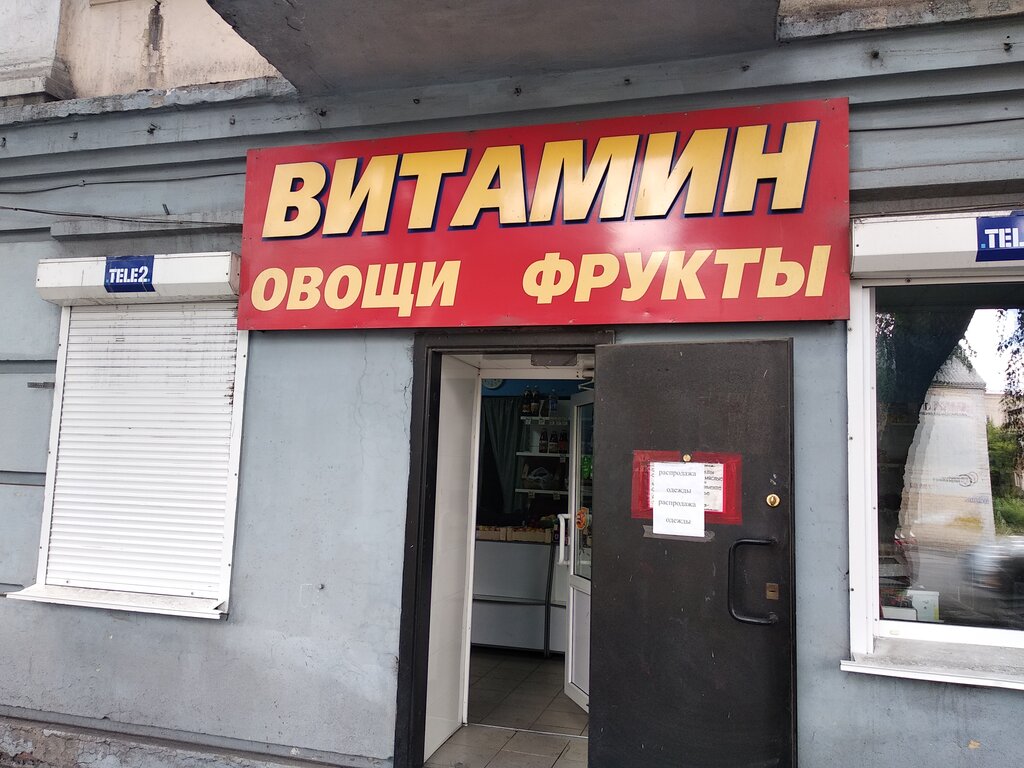 ВИТАМИН
ОВОЩИ ФРУКТЫ
TELE2
TELE
распродажа
одежды
распродажа
одежды